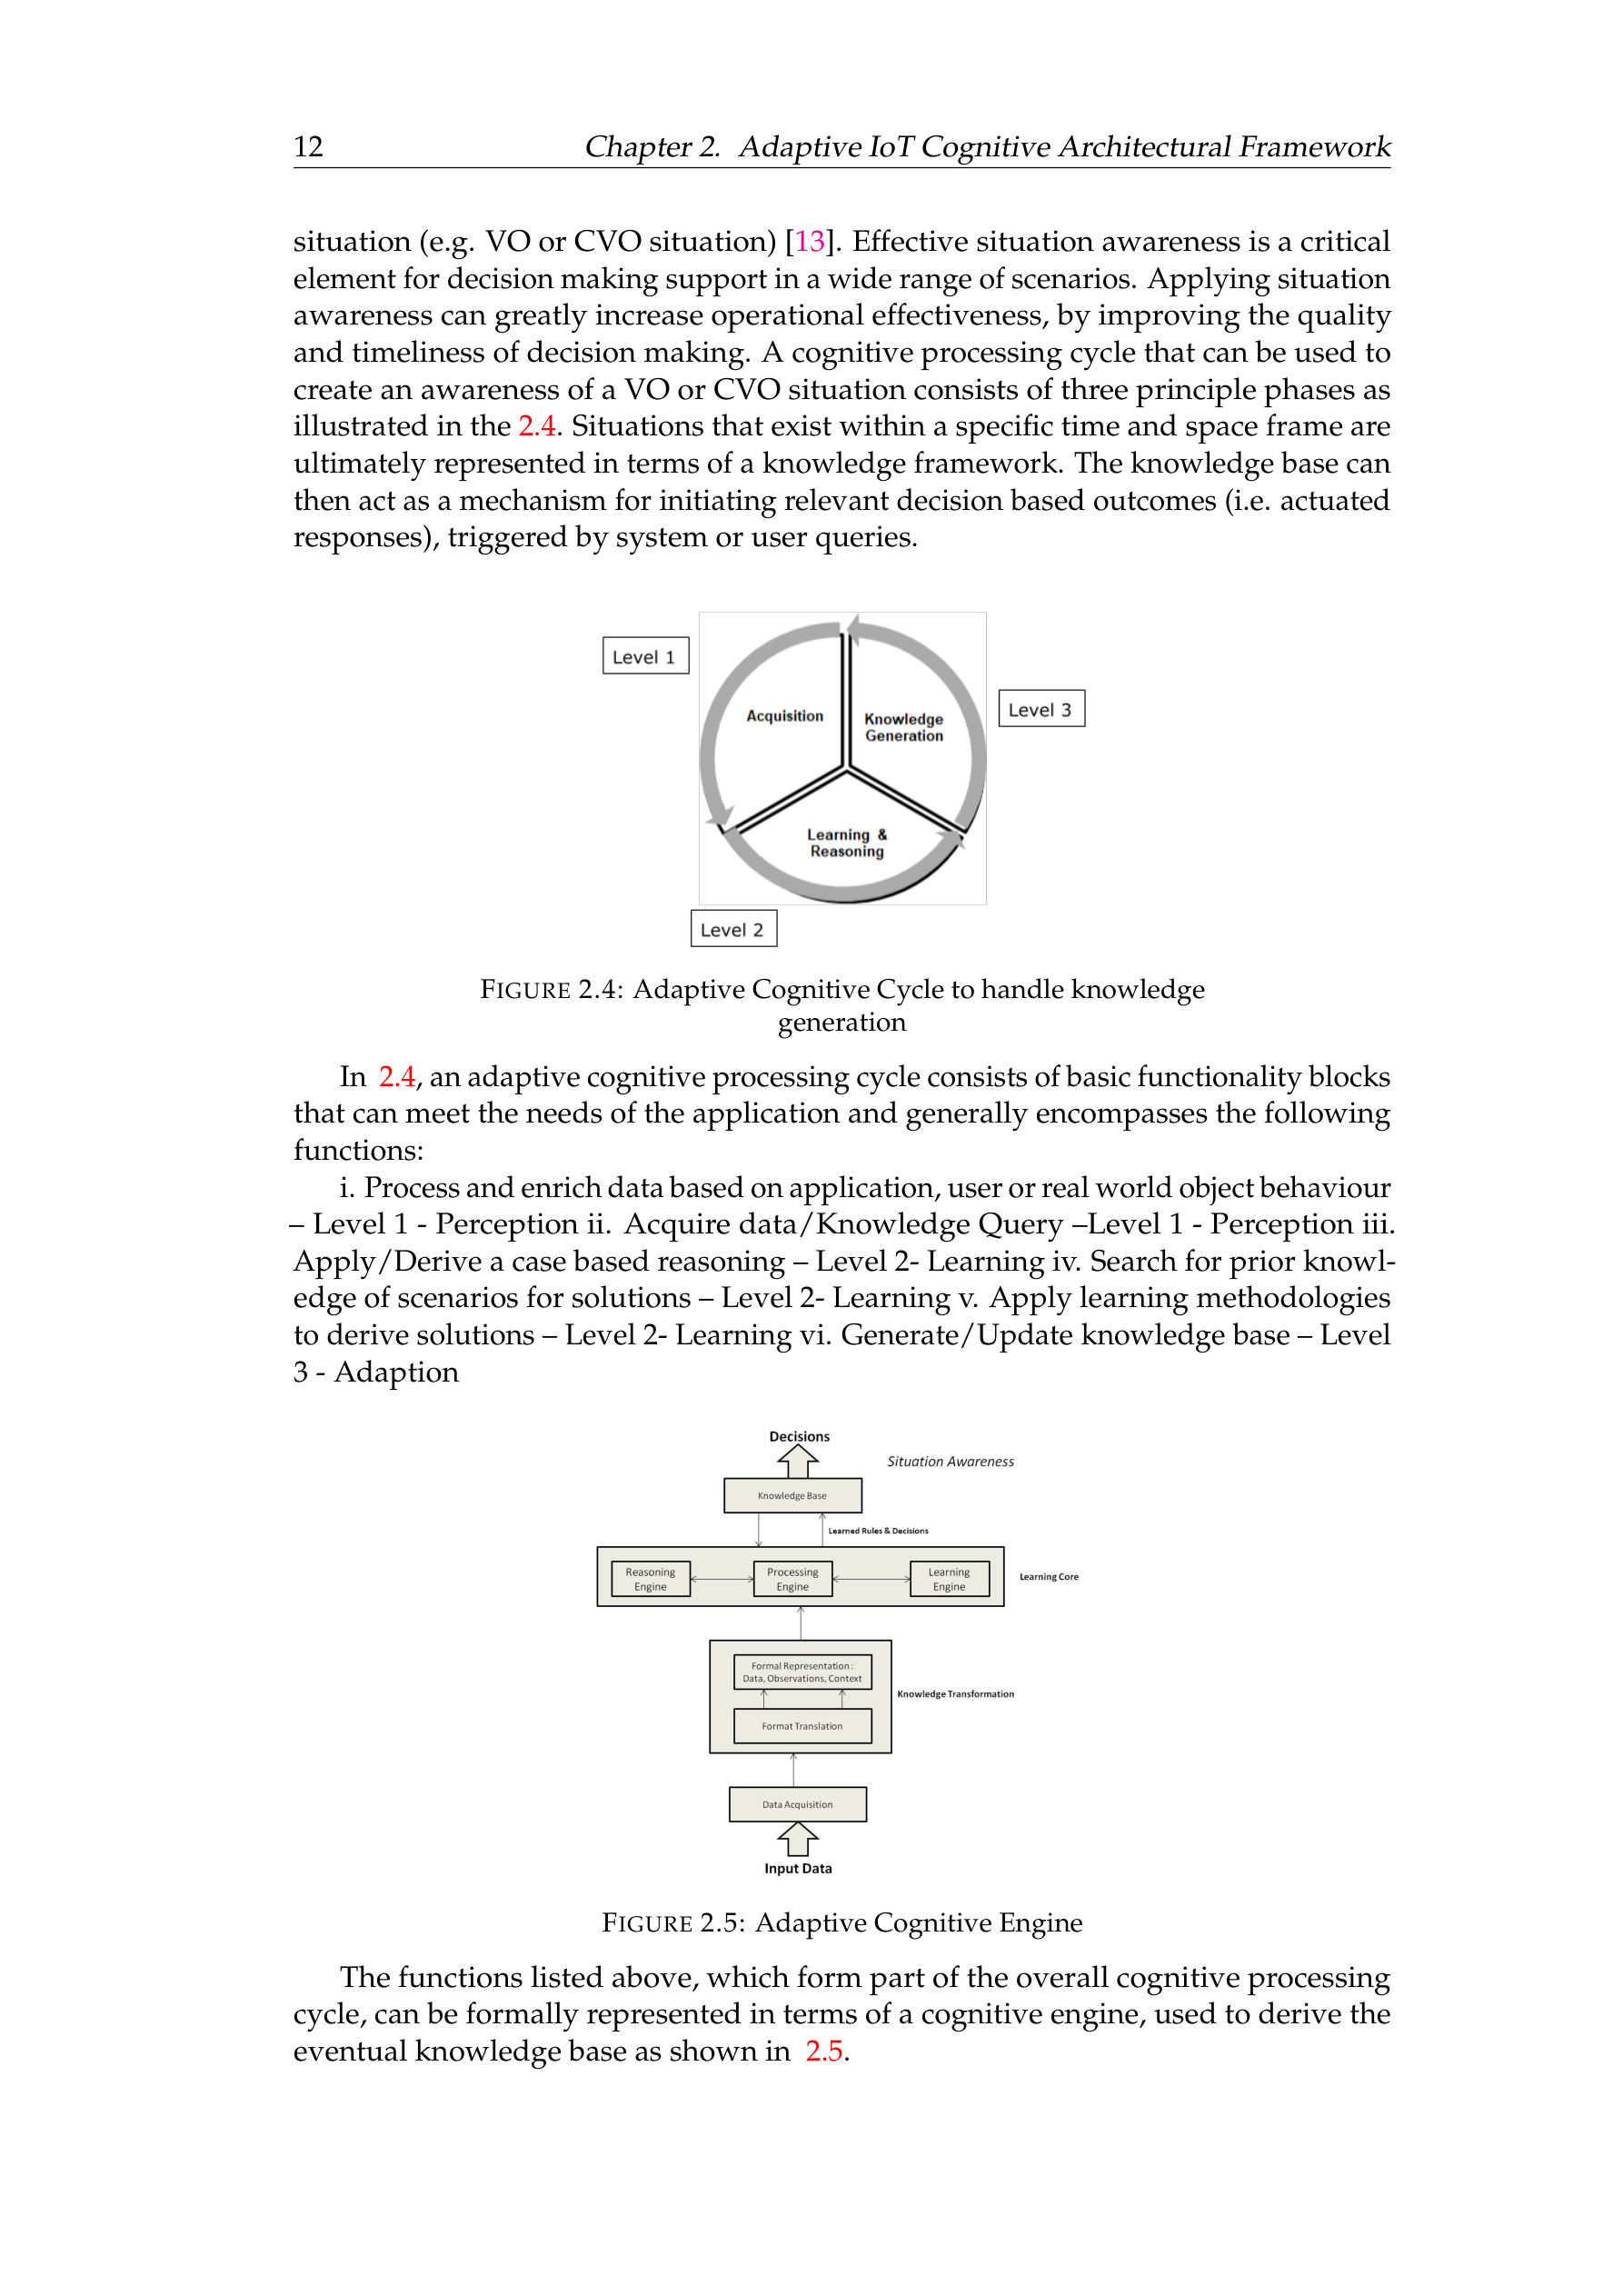 12 Chapter 2. Adaptive IoT Cognitive Architectural Framework
situation (e.g. VO or CVO situation) [13]. Effective situation awareness is a critical
element for decision making support in a wide range of scenarios. Applying situation
awareness can greatly increase operational effectiveness, by improving the quality
and timeliness of decision making. A cognitive processing cycle that can be used to
create an awareness of a VO or CVO situation consists of three principle phases as
illustrated in the 2.4. Situations that exist within a specific time and space frame are
ultimately represented in terms of a knowledge framework. The knowledge base can
then act as a mechanism for initiating relevant decision based outcomes (i.e. actuated
responses), triggered by system or user queries.
Level 1
Level 3
Acquisition
Knowledge
Generation
Learning &
Reasoning
Level 2
FIGURE 2.4: Adaptive Cognitive Cycle to handle knowledge
generation
In 2.4, an adaptive cognitive processing cycle consists of basic functionality blocks
that can meet the needs of the application and generally encompasses the following
functions:
i. Process and enrich data based on application, user or real world object behaviour
– Level 1 - Perception ii. Acquire data/Knowledge Query –Level 1 - Perception iii.
Apply/Derive a case based reasoning – Level 2- Learning iv. Search for prior knowl-
edge of scenarios for solutions – Level 2- Learning v. Apply learning methodologies
to derive solutions – Level 2- Learning vi. Generate/Update knowledge base – Level
3 - Adaption
Decisions
Situation Awareness
Knowledge Base
Learned Rules & Decisions
Reasoning
Engine
Processing
Engine
Learning
Engine
Learning Core
Formal Representation :
Data, Observations, Context
Knowledge Transformation
Format Translation
Data Acquisition
Input Data
FIGURE 2.5: Adaptive Cognitive Engine
The functions listed above, which form part of the overall cognitive processing
cycle, can be formally represented in terms of a cognitive engine, used to derive the
eventual knowledge base as shown in 2.5.